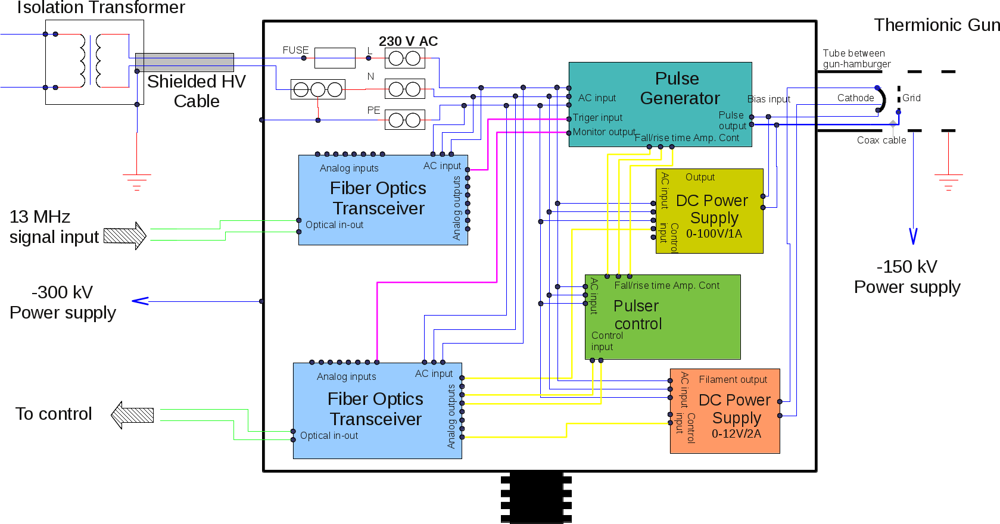 Isolation Transformer
Thermionic Gun
230 V AC
FUSE
L
N
PE
Shielded HV
Cable
Tube between
gun-hamburger
Pulse
Generator
AC input
Triger input
Monitor output
Bias input
Pulse
output
Fall/rise time Amp. Cont
Cathode
Grid
Coax cable
Analog inputs
AC input
Fiber Optics
Transceiver
Analog outputs
Optical in-out
Output
AC input
DC Power
Supply
0-100V/1A
Control
input
13 MHz
signal input
-300 kV
Power supply
-150 kV
Power supply
AC input
Fall/rise time Amp. Cont
Pulser
control
Control
input
Analog inputs
AC input
Fiber Optics
Transceiver
Analog outputs
Optical in-out
AC input
Filament output
DC Power
Supply
0-12V/2A
Control
input
To control